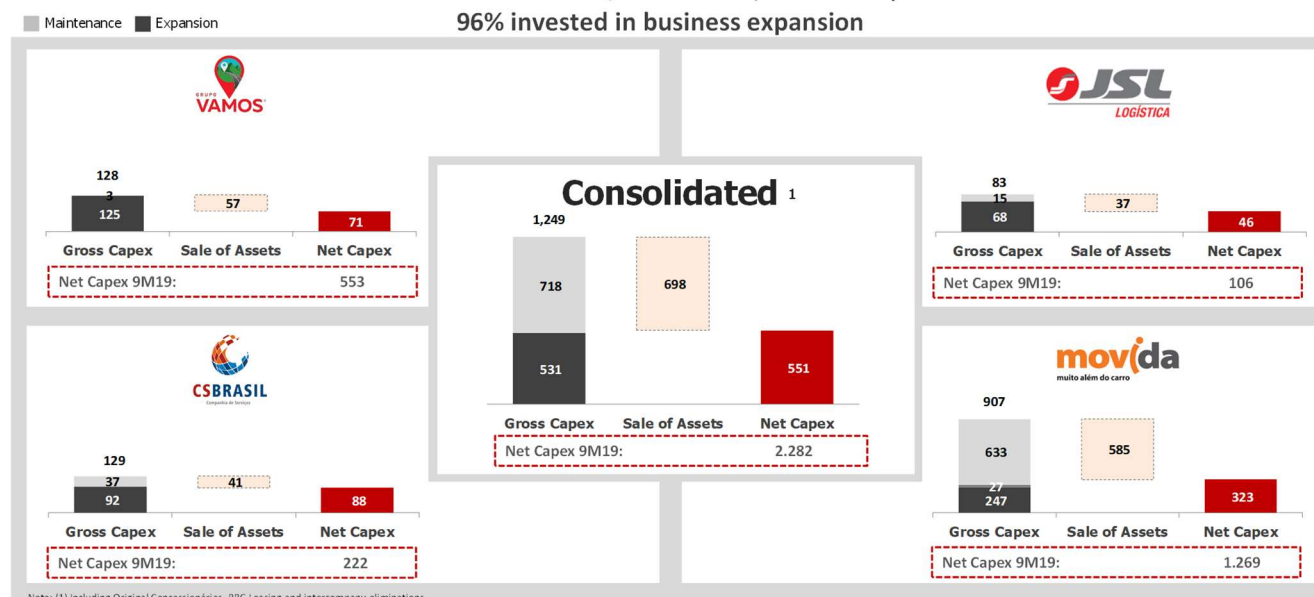 Maintenance Expansion
96% invested in business expansion
GRUPO
VAMOS
128
3
125
57
71
Gross Capex Sale of Assets Net Capex
Net Capex 9M19: 553
JSL
LOGÍSTICA
83
15
68
37
46
Gross Capex Sale of Assets Net Capex
Net Capex 9M19: 106
Consolidated 1
1,249
718
531
698
551
Gross Capex Sale of Assets Net Capex
Net Capex 9M19: 2.282
CSBRASIL
Companhia de Serviços
129
37
92
41
88
Gross Capex Sale of Assets Net Capex
Net Capex 9M19: 222
movida
muito além do carro
907
633
27
247
585
323
Gross Capex Sale of Assets Net Capex
Net Capex 9M19: 1.269